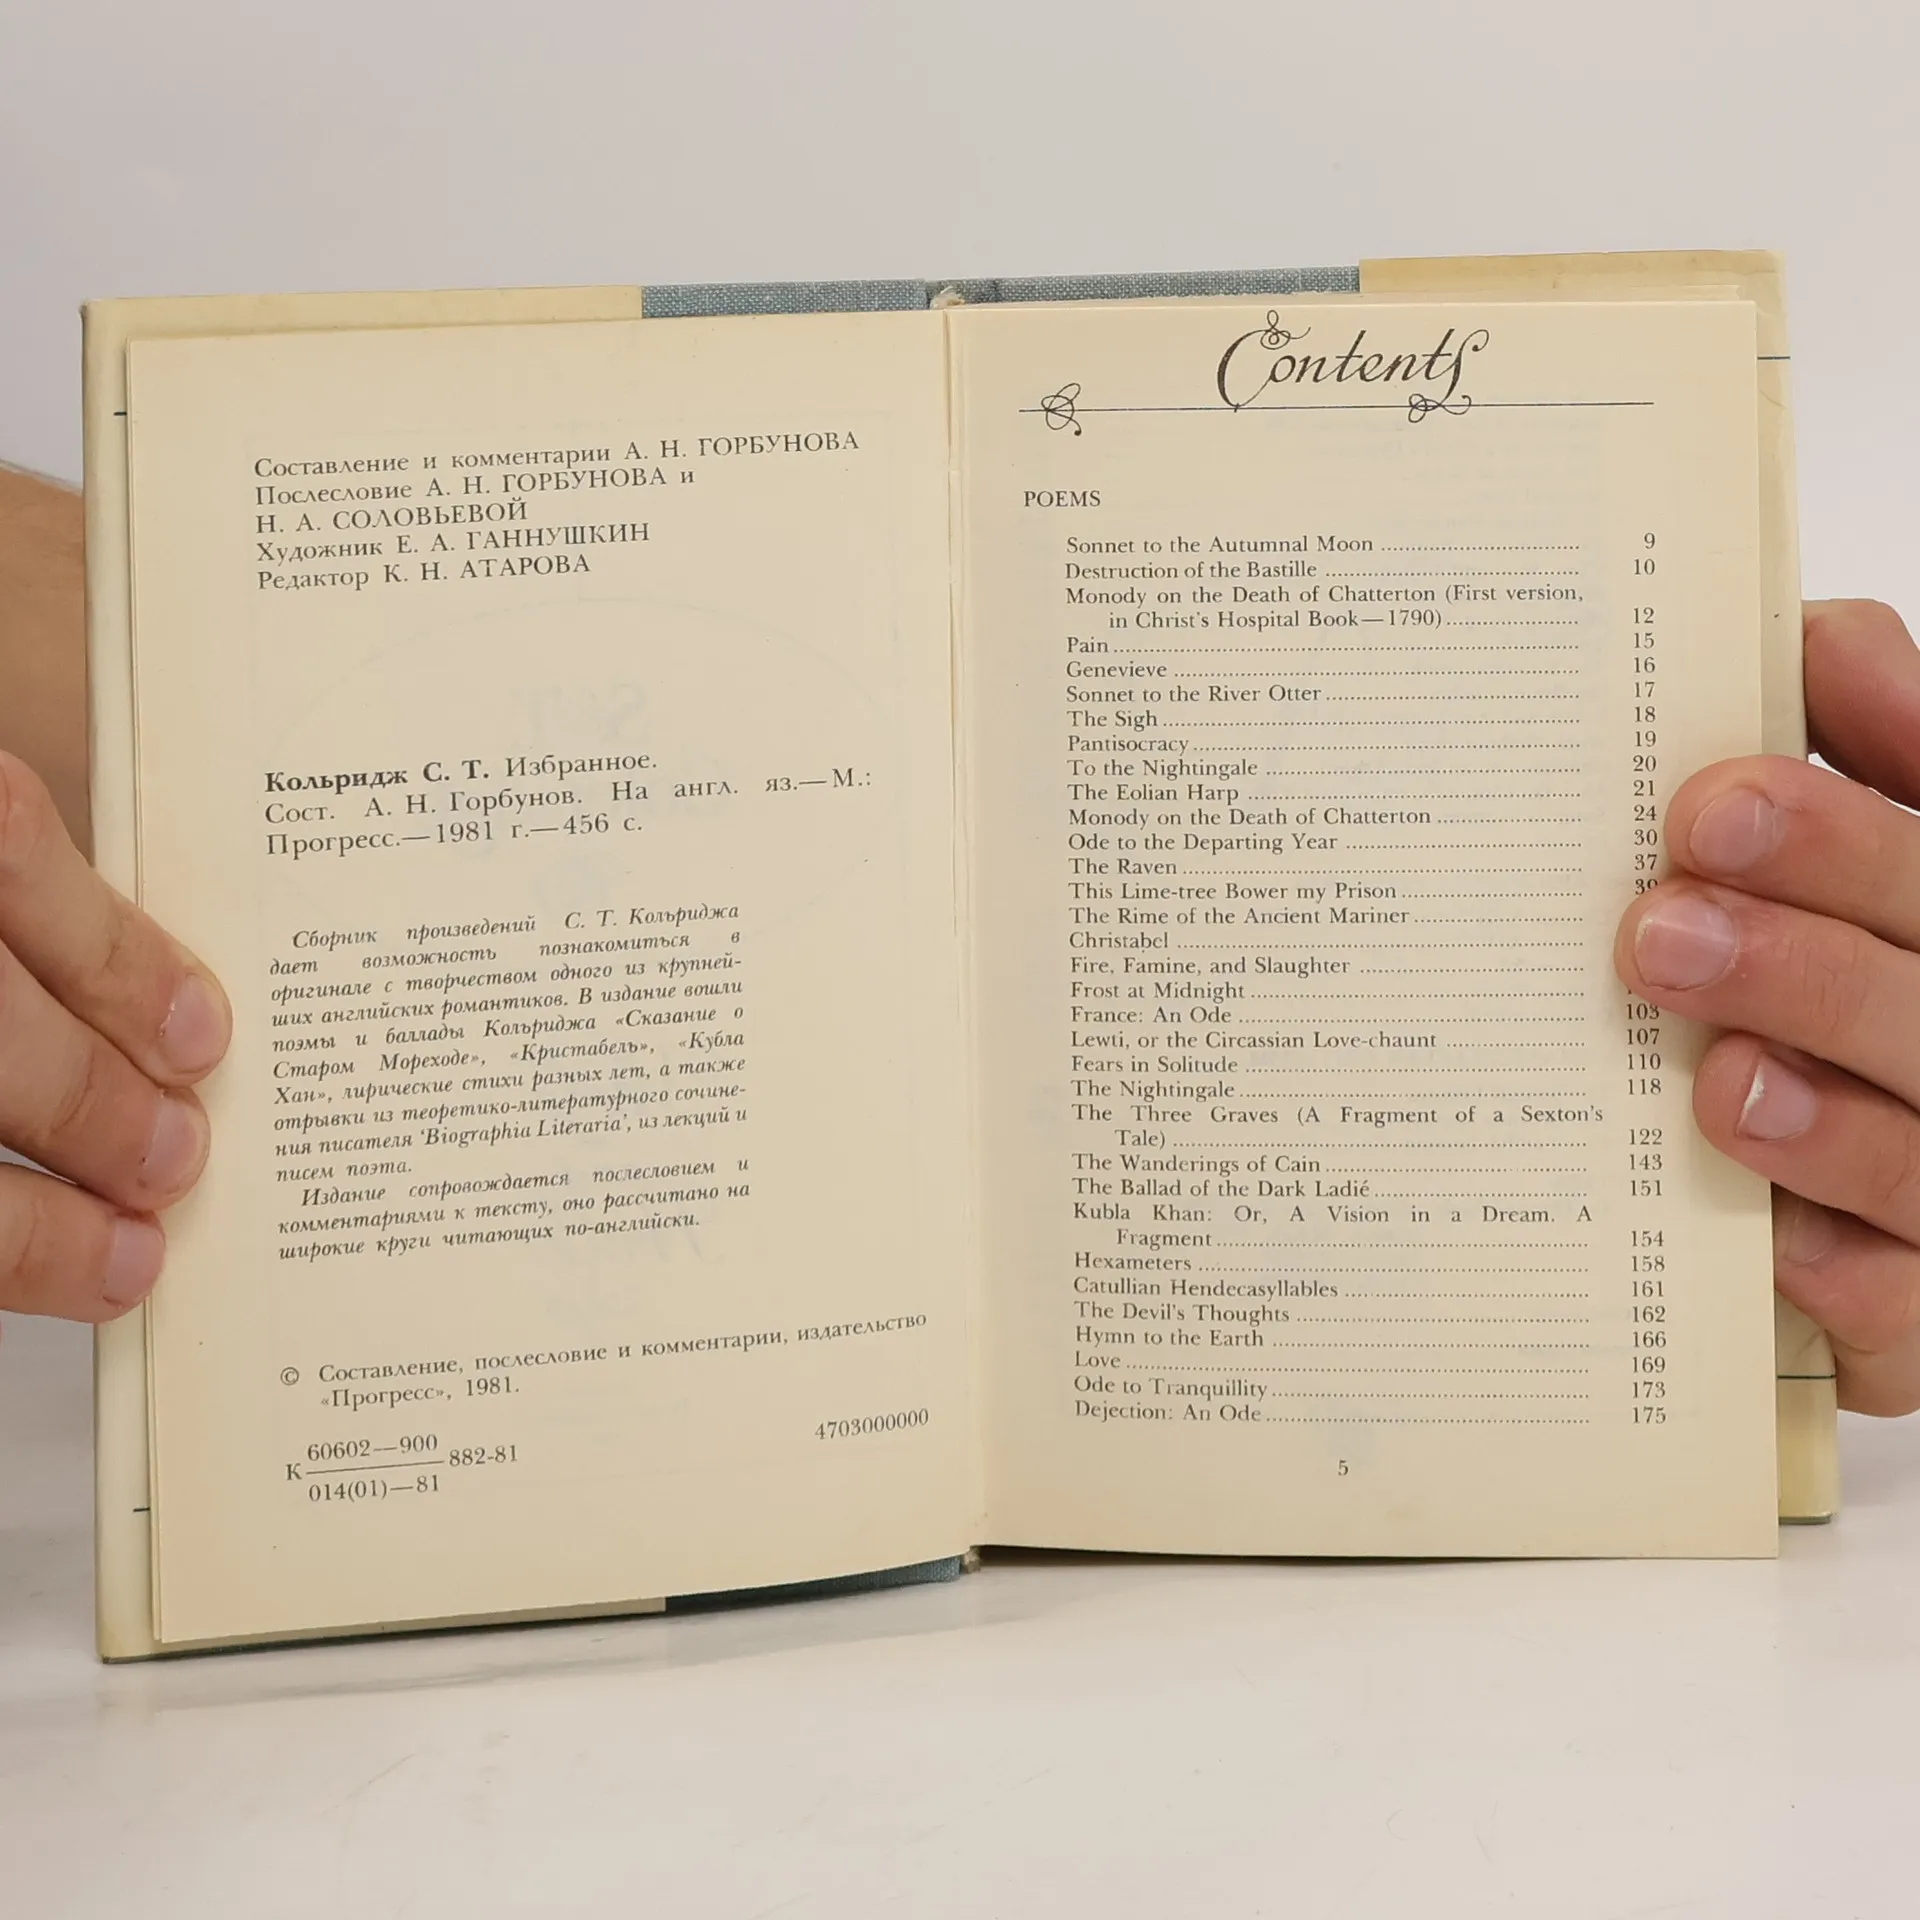 Составление и комментарии А. Н. ГОРБУНОВА
Послесловие А. Н. ГОРБУНОВА и
Н. А. СОЛОВЬЕВОЙ
Художник Е. А. ГАННУШКИН
Редактор К. Н. АТАРОВА
Кольридж С. Т. Избранное.
Сост. А. Н. Горбунов. На англ. яз.—М.:
Прогресс.—1981 г.—456 с.
Сборник произведений С. Т. Кольриджа
дает возможность познакомиться в
оригинале с творчеством одного из крупней-
ших английских романтиков. В издание вошли
поэмы и баллады Кольриджа «Сказание о
Старом Мореходе», «Кристабель», «Кубла
Хан», лирические стихи разных лет, а также
отрывки из теоретико-литературного сочине-
ния писателя 'Biographia Literaria', из лекций и
писем поэта.
Издание сопровождается послесловием и
комментариями к тексту, оно рассчитано на
широкие круги читающих по-английски.
© Составление, послесловие и комментарии, издательство
«Прогресс», 1981.
К 60602—900 / 014(01)—81 882-81
4703000000
Contents
POEMS
Sonnet to the Autumnal Moon ........ 9
Destruction of the Bastille ........ 10
Monody on the Death of Chatterton (First version,
in Christ's Hospital Book—1790) ........ 12
Pain ........ 15
Genevieve ........ 16
Sonnet to the River Otter ........ 17
The Sigh ........ 18
Pantisocracy ........ 19
To the Nightingale ........ 20
The Eolian Harp ........ 21
Monody on the Death of Chatterton ........ 24
Ode to the Departing Year ........ 30
The Raven ........ 37
This Lime-tree Bower my Prison ........ 39
The Rime of the Ancient Mariner ........
Christabel ........
Fire, Famine, and Slaughter ........
Frost at Midnight ........
France: An Ode ........ 103
Lewti, or the Circassian Love-chaunt ........ 107
Fears in Solitude ........ 110
The Nightingale ........ 118
The Three Graves (A Fragment of a Sexton's
Tale) ........ 122
The Wanderings of Cain ........ 143
The Ballad of the Dark Ladié ........ 151
Kubla Khan: Or, A Vision in a Dream. A
Fragment ........ 154
Hexameters ........ 158
Catullian Hendecasyllables ........ 161
The Devil's Thoughts ........ 162
Hymn to the Earth ........ 166
Love ........ 169
Ode to Tranquillity ........ 173
Dejection: An Ode ........ 175
5